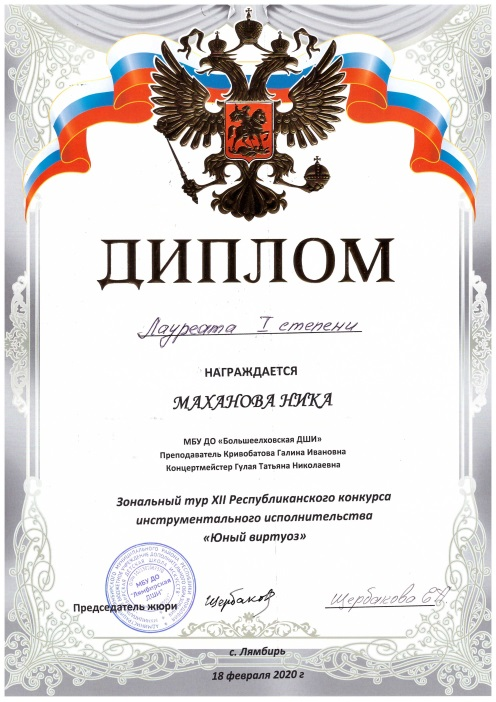 ДИПЛОМ
Лауреата I степени
НАГРАЖДАЕТСЯ
МАХАНОВА НИКА
МБУ ДО «Большеелховская ДШИ»
Преподаватель Кривобатова Галина Ивановна
Концертмейстер Гулая Татьяна Николаевна
Зональный тур XII Республиканского конкурса
инструментального исполнительства
«Юный виртуоз»
МБУ ДО
"Лямбирская
ДШИ"
Председатель жюри Щербаков Щербакова
с. Лямбирь
18 февраля 2020 г